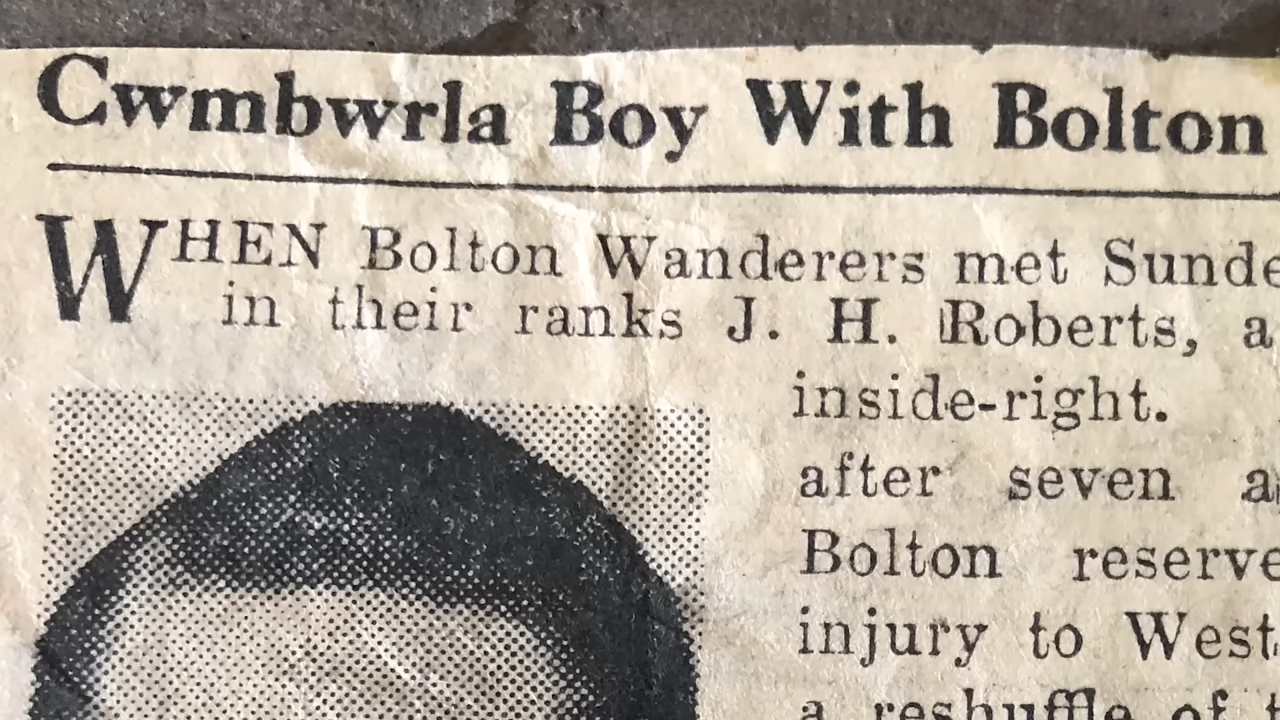 Cwmbwrla Boy With Bolton
WHEN Bolton Wanderers met Sunde
in their ranks J. H. Roberts, a
inside-right.
after seven a
Bolton reserve
injury to West
a reshuffle of t